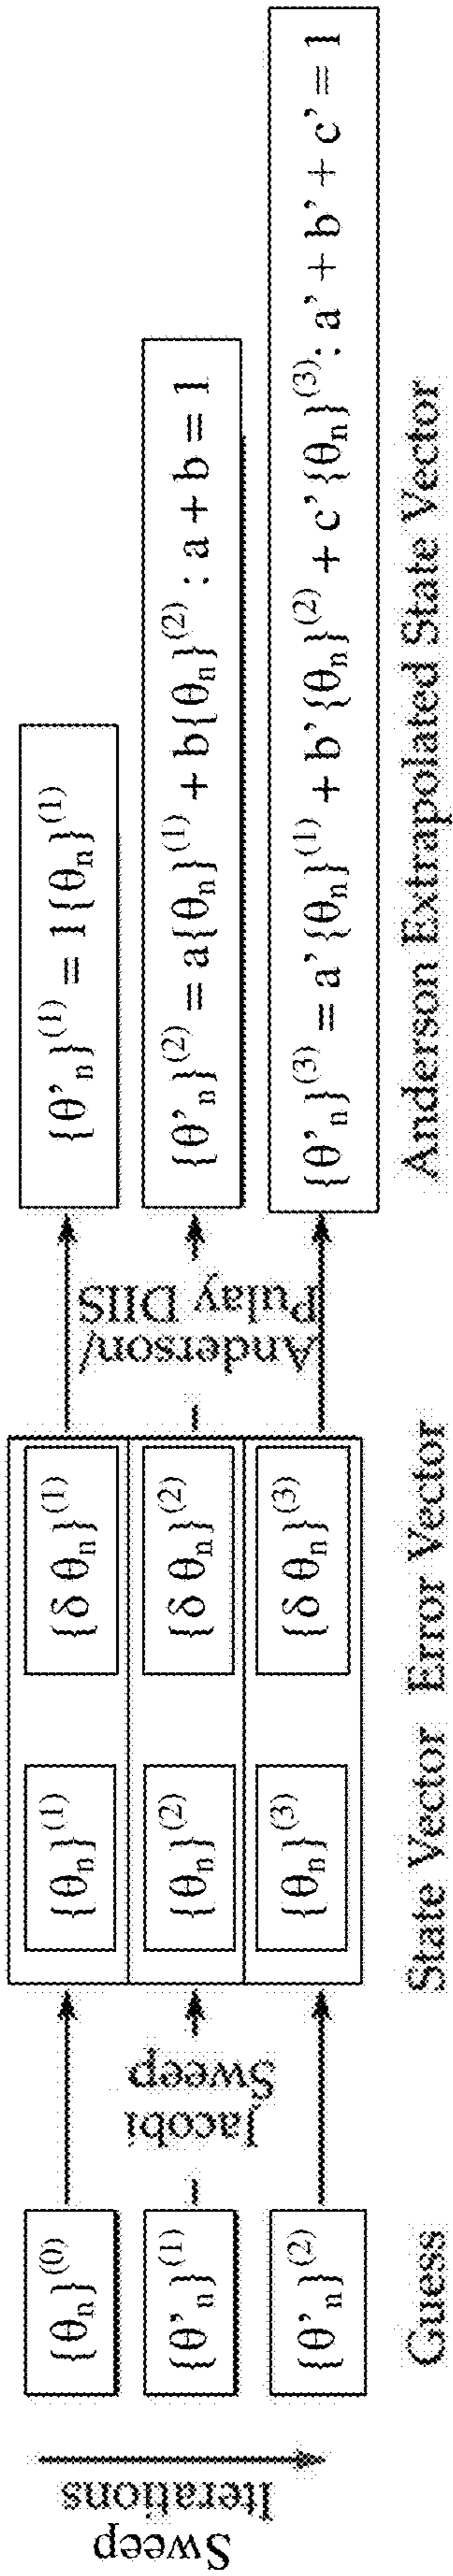 Sweep
Iterations
{θn}(0)
Jacobi
Sweep
{θn}(1)
{δ θn}(1)
Anderson/
Pulay DIIS
{θ’n}(1) = 1 {θn}(1)
{θ’n}(1)
{θn}(2)
{δ θn}(2)
{θ’n}(2) = a{θn}(1) + b{θn}(2) : a + b = 1
{θ’n}(2)
{θn}(3)
{δ θn}(3)
{θ’n}(3) = a’{θn}(1) + b’{θn}(2) + c’{θn}(3): a’ + b’ + c’ = 1
Guess
State Vector
Error Vector
Anderson Extrapolated State Vector